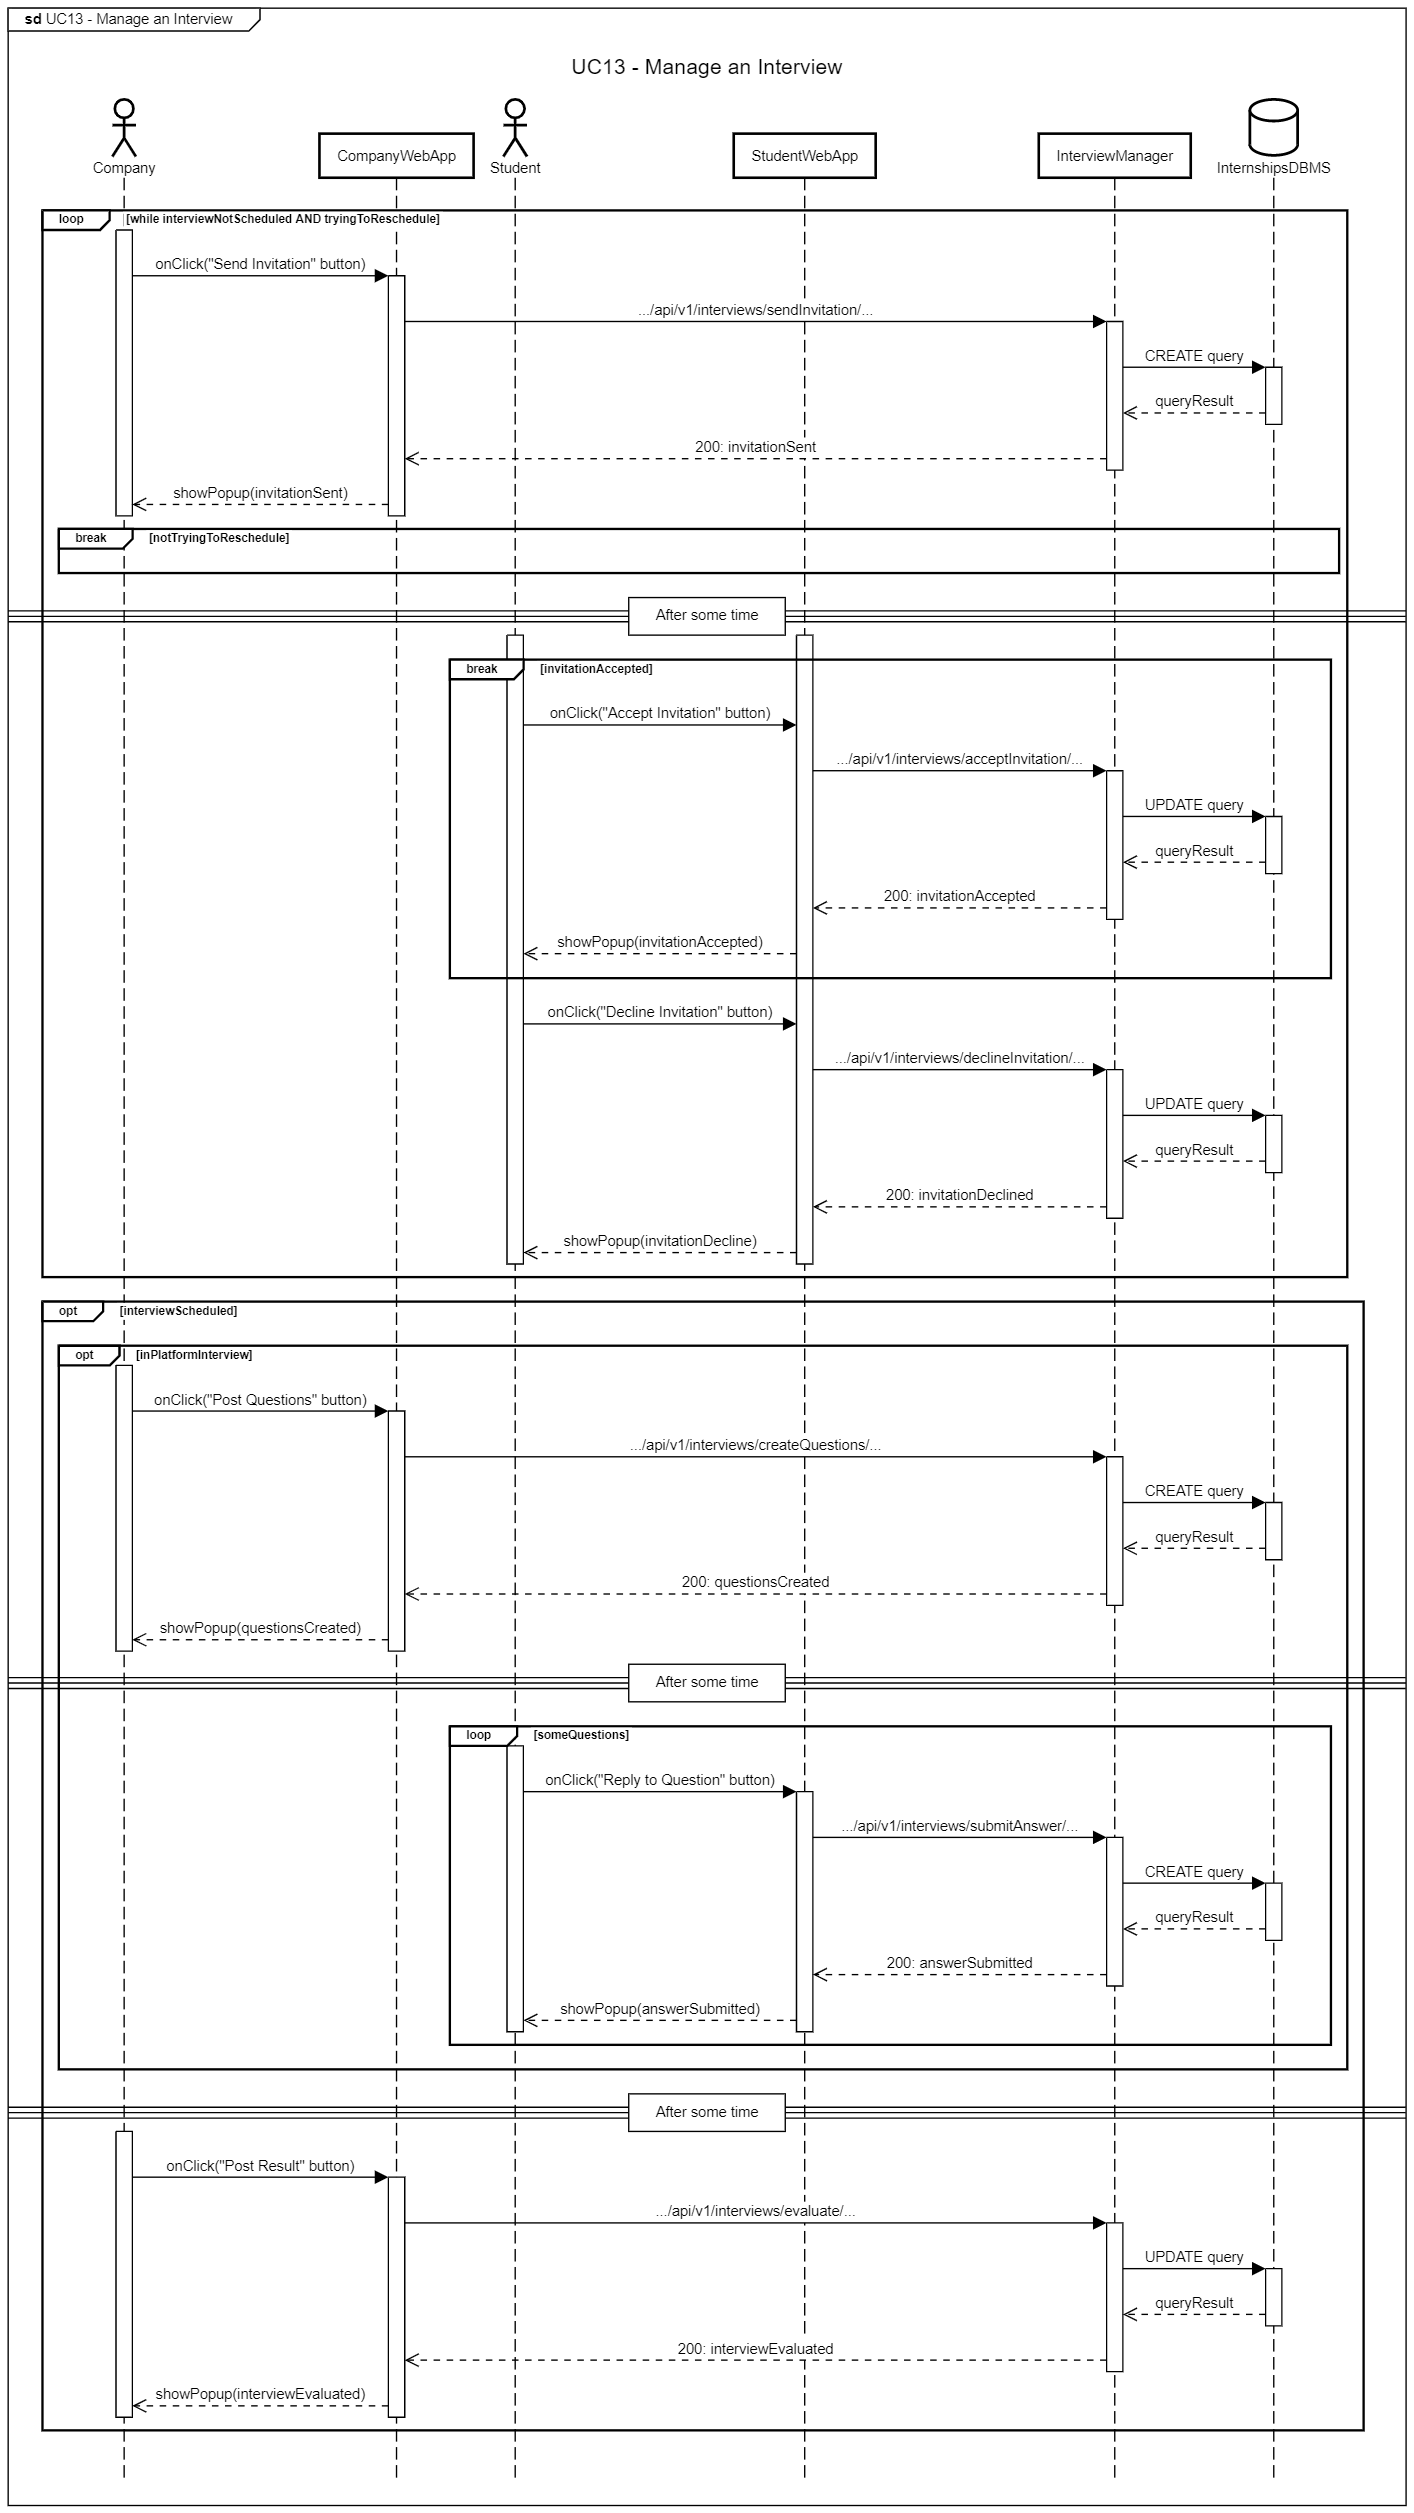 sd UC13 - Manage an Interview
UC13 - Manage an Interview
Company
CompanyWebApp
Student
StudentWebApp
InterviewManager
InternshipsDBMS
loop
[while interviewNotScheduled AND tryingToReschedule]
onClick("Send Invitation" button)
.../api/v1/interviews/sendInvitation/...
CREATE query
queryResult
200: invitationSent
showPopup(invitationSent)
break
[notTryingToReschedule]
After some time
break
[invitationAccepted]
onClick("Accept Invitation" button)
.../api/v1/interviews/acceptInvitation/...
UPDATE query
queryResult
200: invitationAccepted
showPopup(invitationAccepted)
onClick("Decline Invitation" button)
.../api/v1/interviews/declineInvitation/...
UPDATE query
queryResult
200: invitationDeclined
showPopup(invitationDecline)
opt
[interviewScheduled]
opt
[inPlatformInterview]
onClick("Post Questions" button)
.../api/v1/interviews/createQuestions/...
CREATE query
queryResult
200: questionsCreated
showPopup(questionsCreated)
After some time
loop
[someQuestions]
onClick("Reply to Question" button)
.../api/v1/interviews/submitAnswer/...
CREATE query
queryResult
200: answerSubmitted
showPopup(answerSubmitted)
After some time
onClick("Post Result" button)
.../api/v1/interviews/evaluate/...
UPDATE query
queryResult
200: interviewEvaluated
showPopup(interviewEvaluated)